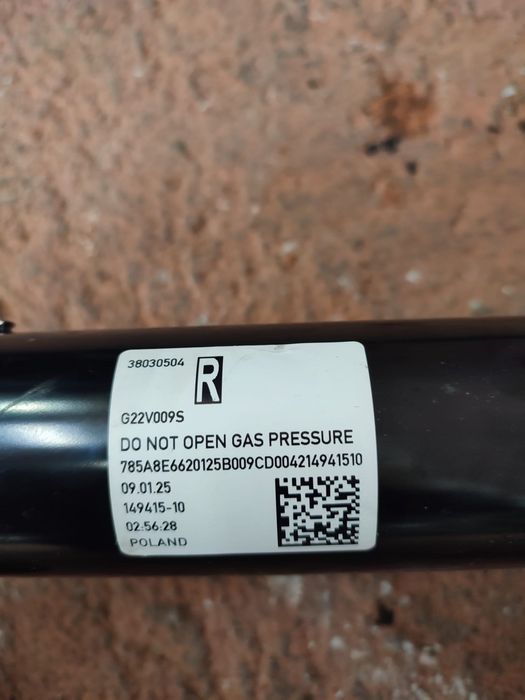 38030504
R
G22V009S
DO NOT OPEN GAS PRESSURE
785A8E6620125B009CD004214941510
09.01.25
149415-10
02:56:28
POLAND